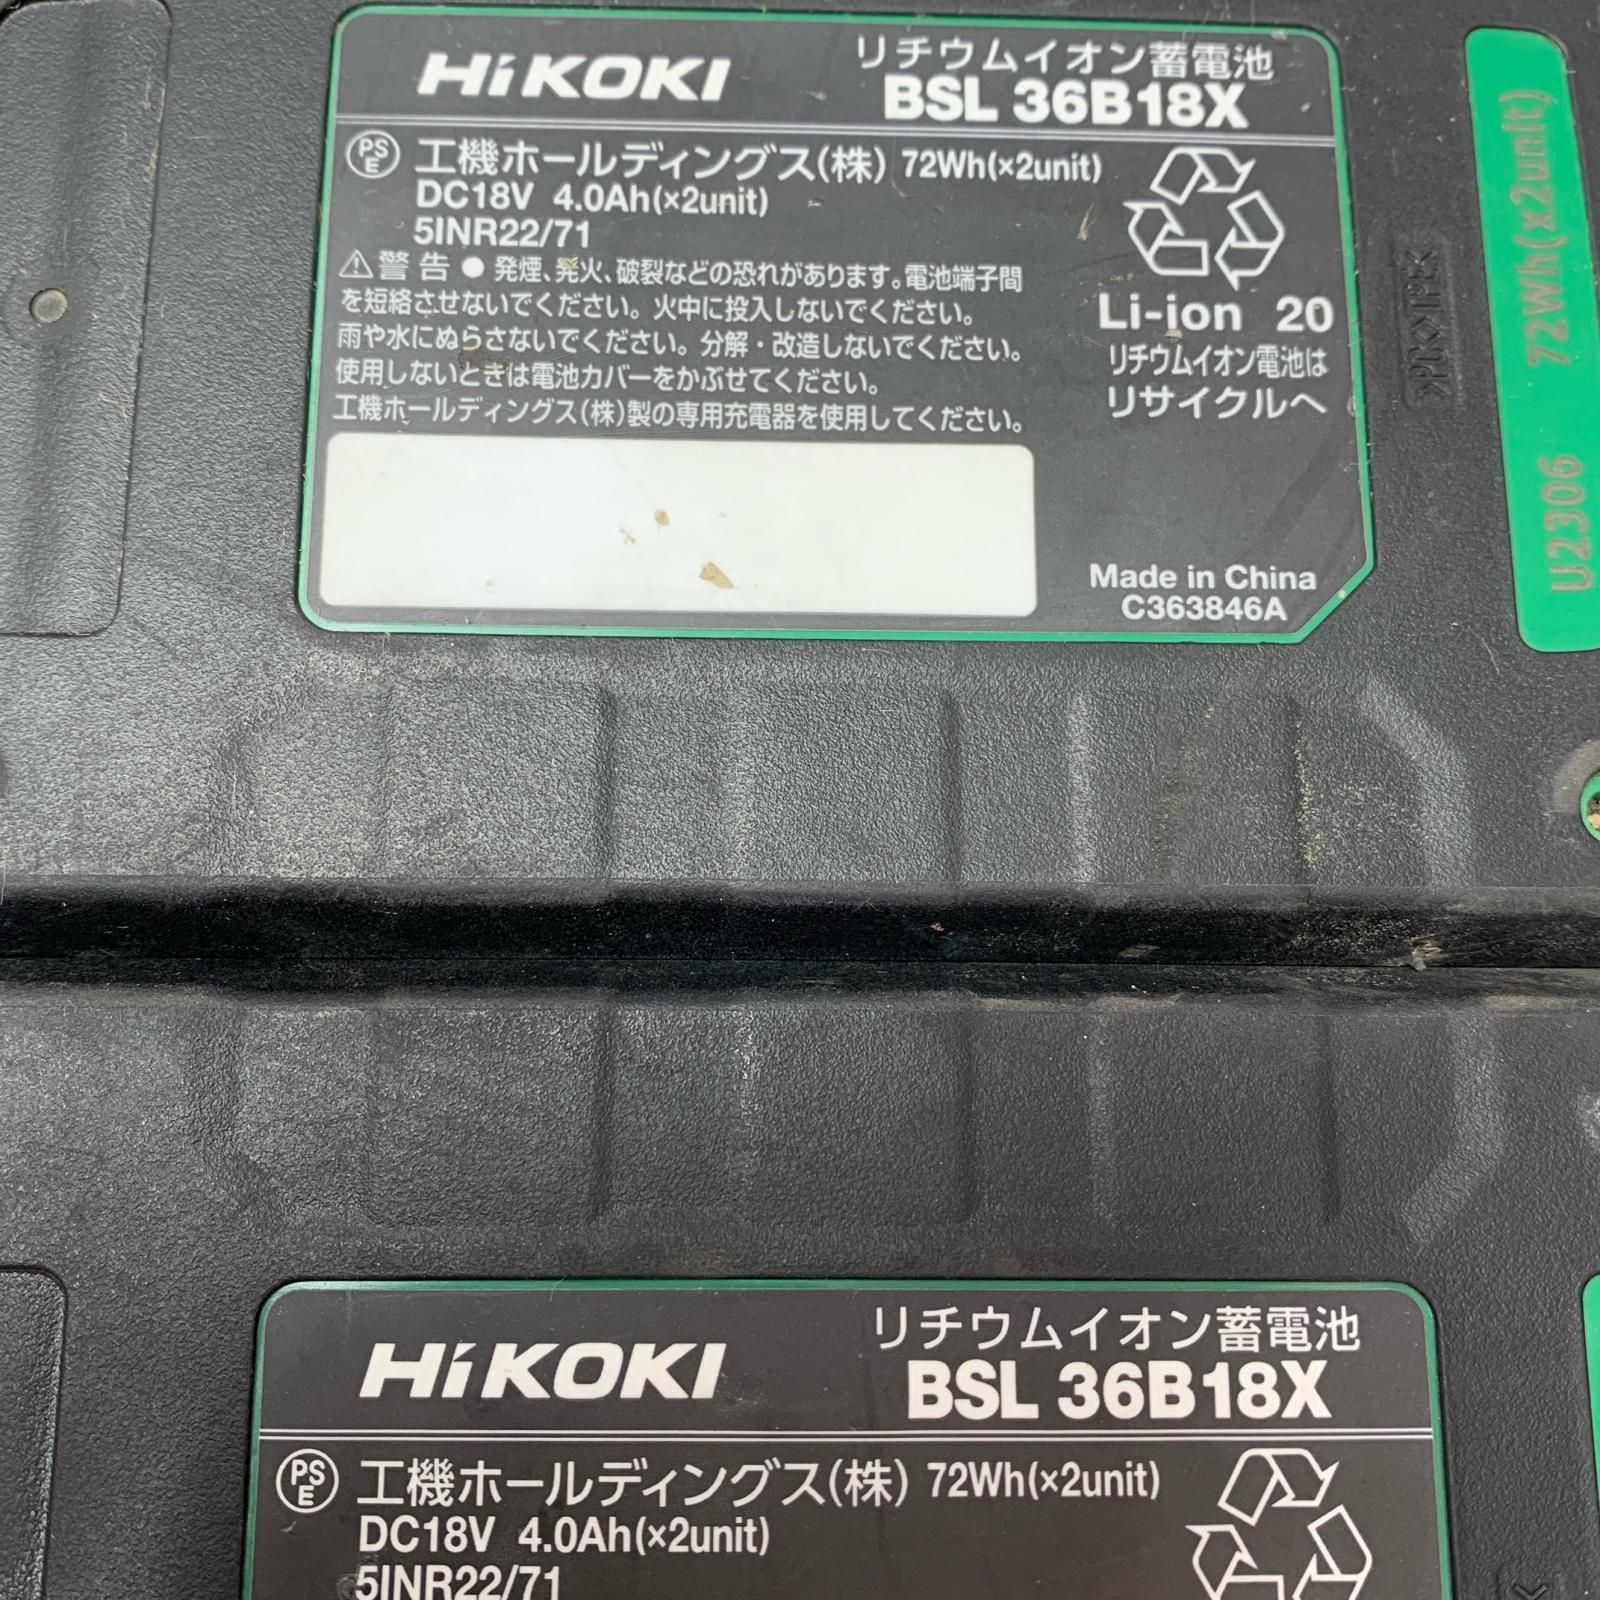 HiKOKI
リチウムイオン蓄電池
BSL 36B18X
PSE 工機ホールディングス(株) 72Wh(×2unit)
DC18V 4.0Ah(×2unit)
5INR22/71
⚠警告 ● 発煙、発火、破裂などの恐れがあります。電池端子間
を短絡させないでください。火中に投入しないでください。
雨や水にぬらさないでください。分解・改造しないでください。
使用しないときは電池カバーをかぶせてください。
工機ホールディングス(株)製の専用充電器を使用してください。
Li-ion 20
リチウムイオン電池は
リサイクルへ
Made in China
C363846A
U2306 72Wh(x2unit)
HiKOKI
リチウムイオン蓄電池
BSL 36B18X
PSE 工機ホールディングス(株) 72Wh(×2unit)
DC18V 4.0Ah(×2unit)
5INR22/71